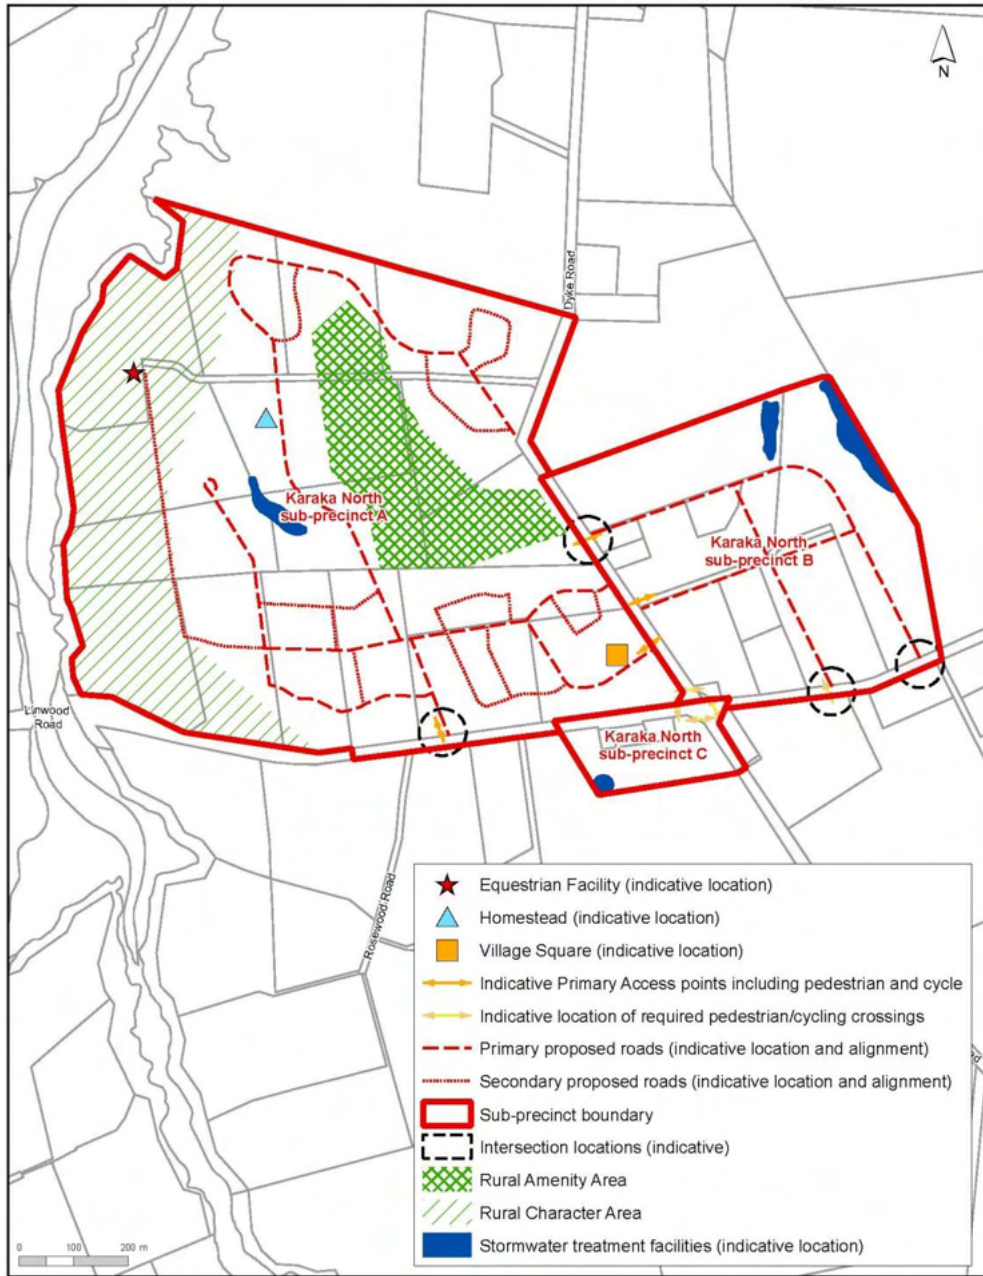 N
Dyke Road
Karaka North
sub-precinct A
Karaka North
sub-precinct B
Linwood
Road
Karaka North
sub-precinct C
Rosewood Road
Equestrian Facility (indicative location)
Homestead (indicative location)
Village Square (indicative location)
Indicative Primary Access points including pedestrian and cycle
Indicative location of required pedestrian/cycling crossings
Primary proposed roads (indicative location and alignment)
Secondary proposed roads (indicative location and alignment)
Sub-precinct boundary
Intersection locations (indicative)
Rural Amenity Area
Rural Character Area
Stormwater treatment facilities (indicative location)
0 100 200 m